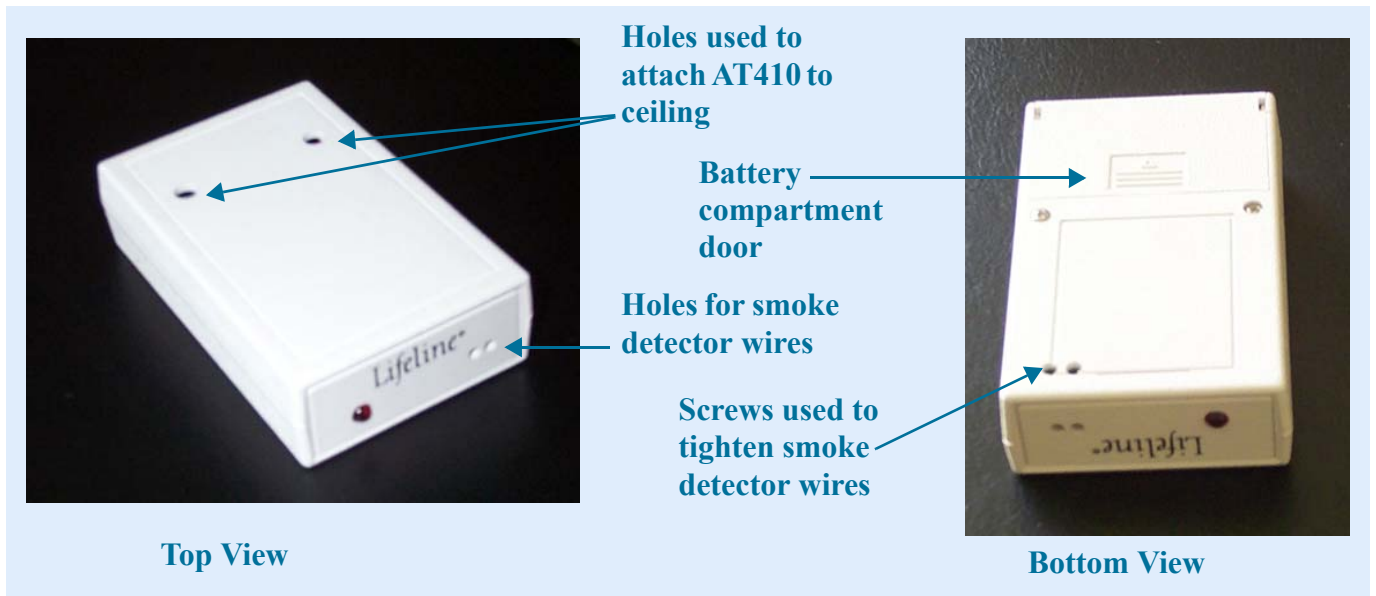 Holes used to
attach AT410 to
ceiling
Battery
compartment
door
Holes for smoke
detector wires
Screws used to
tighten smoke
detector wires
Lifeline®
Lifeline®
Top View
Bottom View